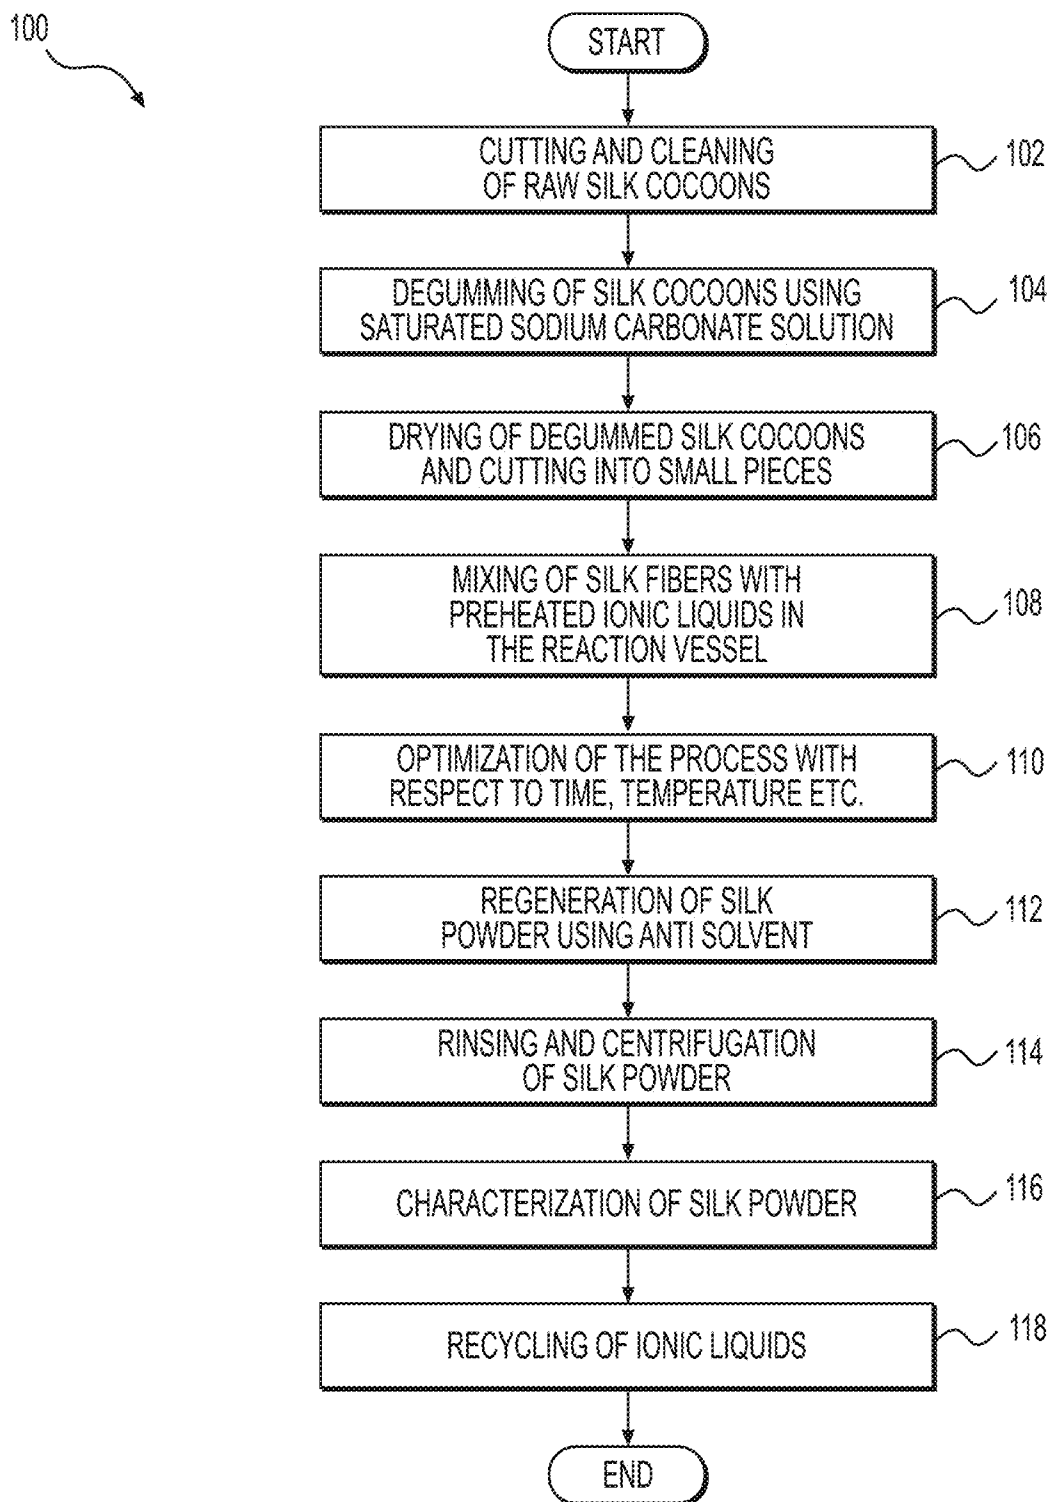 100
START
CUTTING AND CLEANING
OF RAW SILK COCOONS
102
DEGUMMING OF SILK COCOONS USING
SATURATED SODIUM CARBONATE SOLUTION
104
DRYING OF DEGUMMED SILK COCOONS
AND CUTTING INTO SMALL PIECES
106
MIXING OF SILK FIBERS WITH
PREHEATED IONIC LIQUIDS IN
THE REACTION VESSEL
108
OPTIMIZATION OF THE PROCESS WITH
RESPECT TO TIME, TEMPERATURE ETC.
110
REGENERATION OF SILK
POWDER USING ANTI SOLVENT
112
RINSING AND CENTRIFUGATION
OF SILK POWDER
114
CHARACTERIZATION OF SILK POWDER
116
RECYCLING OF IONIC LIQUIDS
118
END